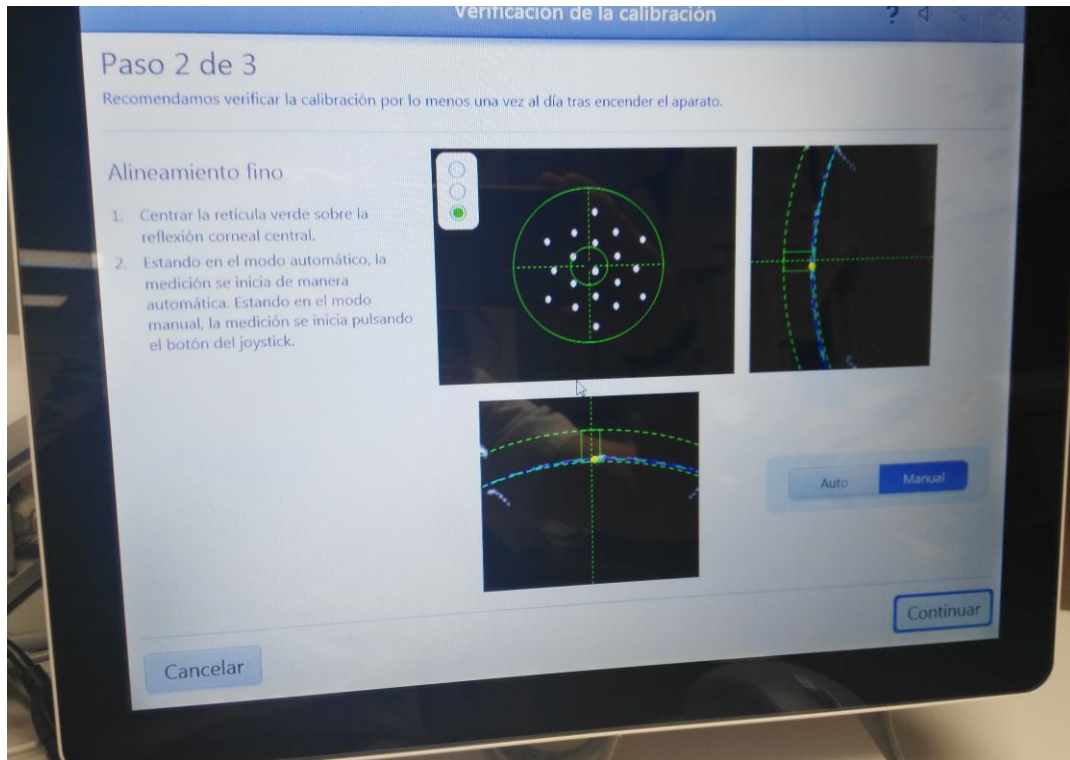 Verificación de la calibración
?
Paso 2 de 3
Recomendamos verificar la calibración por lo menos una vez al día tras encender el aparato.
Alineamiento fino
1. Centrar la retícula verde sobre la
reflexión corneal central.
2. Estando en el modo automático, la
medición se inicia de manera
automática. Estando en el modo
manual, la medición se inicia pulsando
el botón del joystick.
Auto
Manual
Continuar
Cancelar